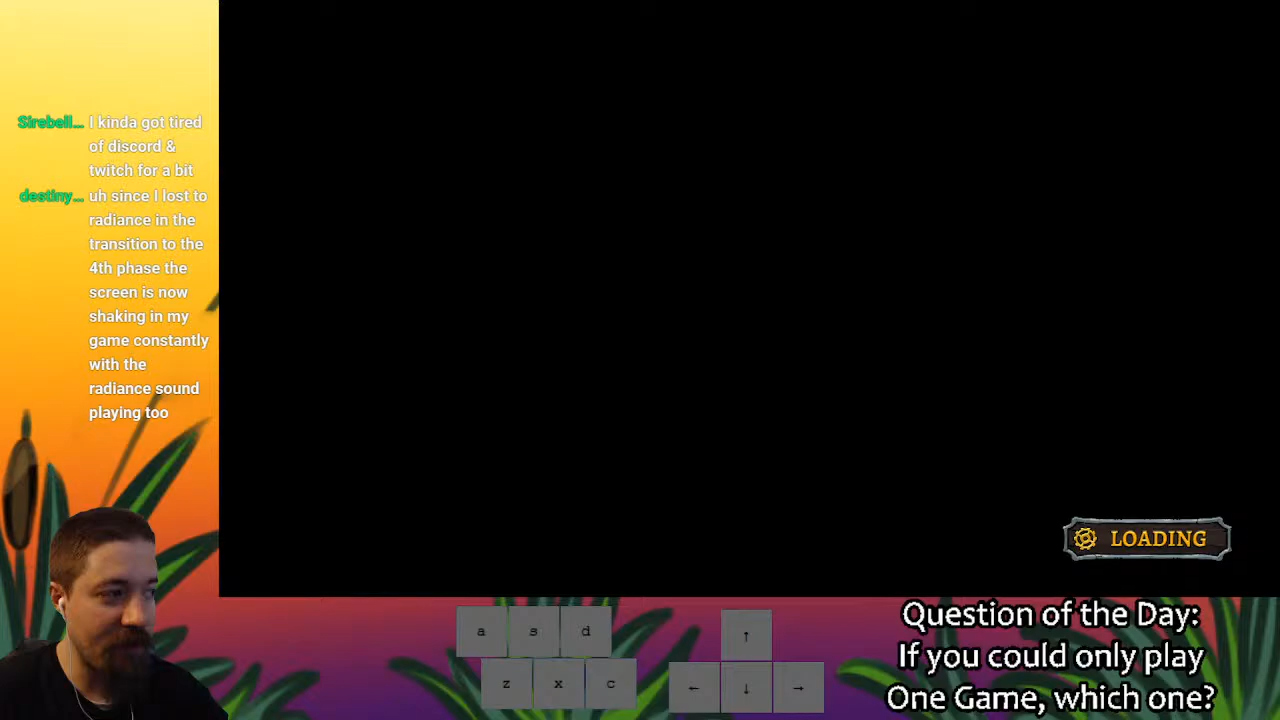 Sirebell… I kinda got tired
of discord &
twitch for a bit
destiny… uh since I lost to
radiance in the
transition to the
4th phase the
screen is now
shaking in my
game constantly
with the
radiance sound
playing too
LOADING
a s d
z x c
↑
← ↓ →
Question of the Day:
If you could only play
One Game, which one?